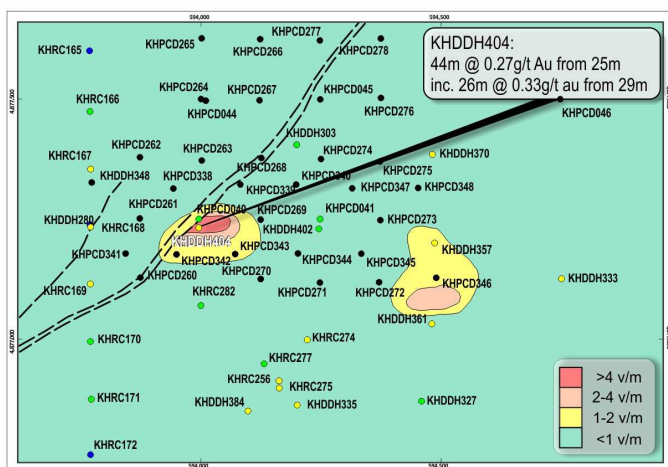 594,000
594,500
KHDDH404:
44m @ 0.27g/t Au from 25m
inc. 26m @ 0.33g/t au from 29m
KHPCD277
KHPCD265
KHPCD266
KHPCD278
KHRC165
KHPCD264
KHPCD267
KHPCD045
KHPCD276
KHPCD046
4,877,500
KHRC166
KHPCD044
KHDDH303
KHPCD262
KHPCD263
KHPCD274
KHDDH370
KHRC167
KHDDH348
KHPCD338
KHPCD268
KHPCD340
KHPCD275
KHPCD339
KHPCD347
KHPCD348
KHPCD261
KHDDH280
KHRC168
KHPCD040
KHPCD269
KHPCD041
KHPCD273
KHDDH402
KHDDH404
KHPCD341
KHPCD342
KHPCD343
KHPCD344
KHPCD345
KHDDH357
KHPCD260
KHPCD270
KHPCD271
KHPCD272
KHPCD346
KHDDH333
KHRC169
KHRC282
KHDDH361
4,877,000
KHRC170
KHRC274
KHRC277
KHRC256
KHRC275
KHRC171
KHDDH384
KHDDH335
KHDDH327
KHRC172
>4 v/m
2-4 v/m
1-2 v/m
<1 v/m
594,000
594,500